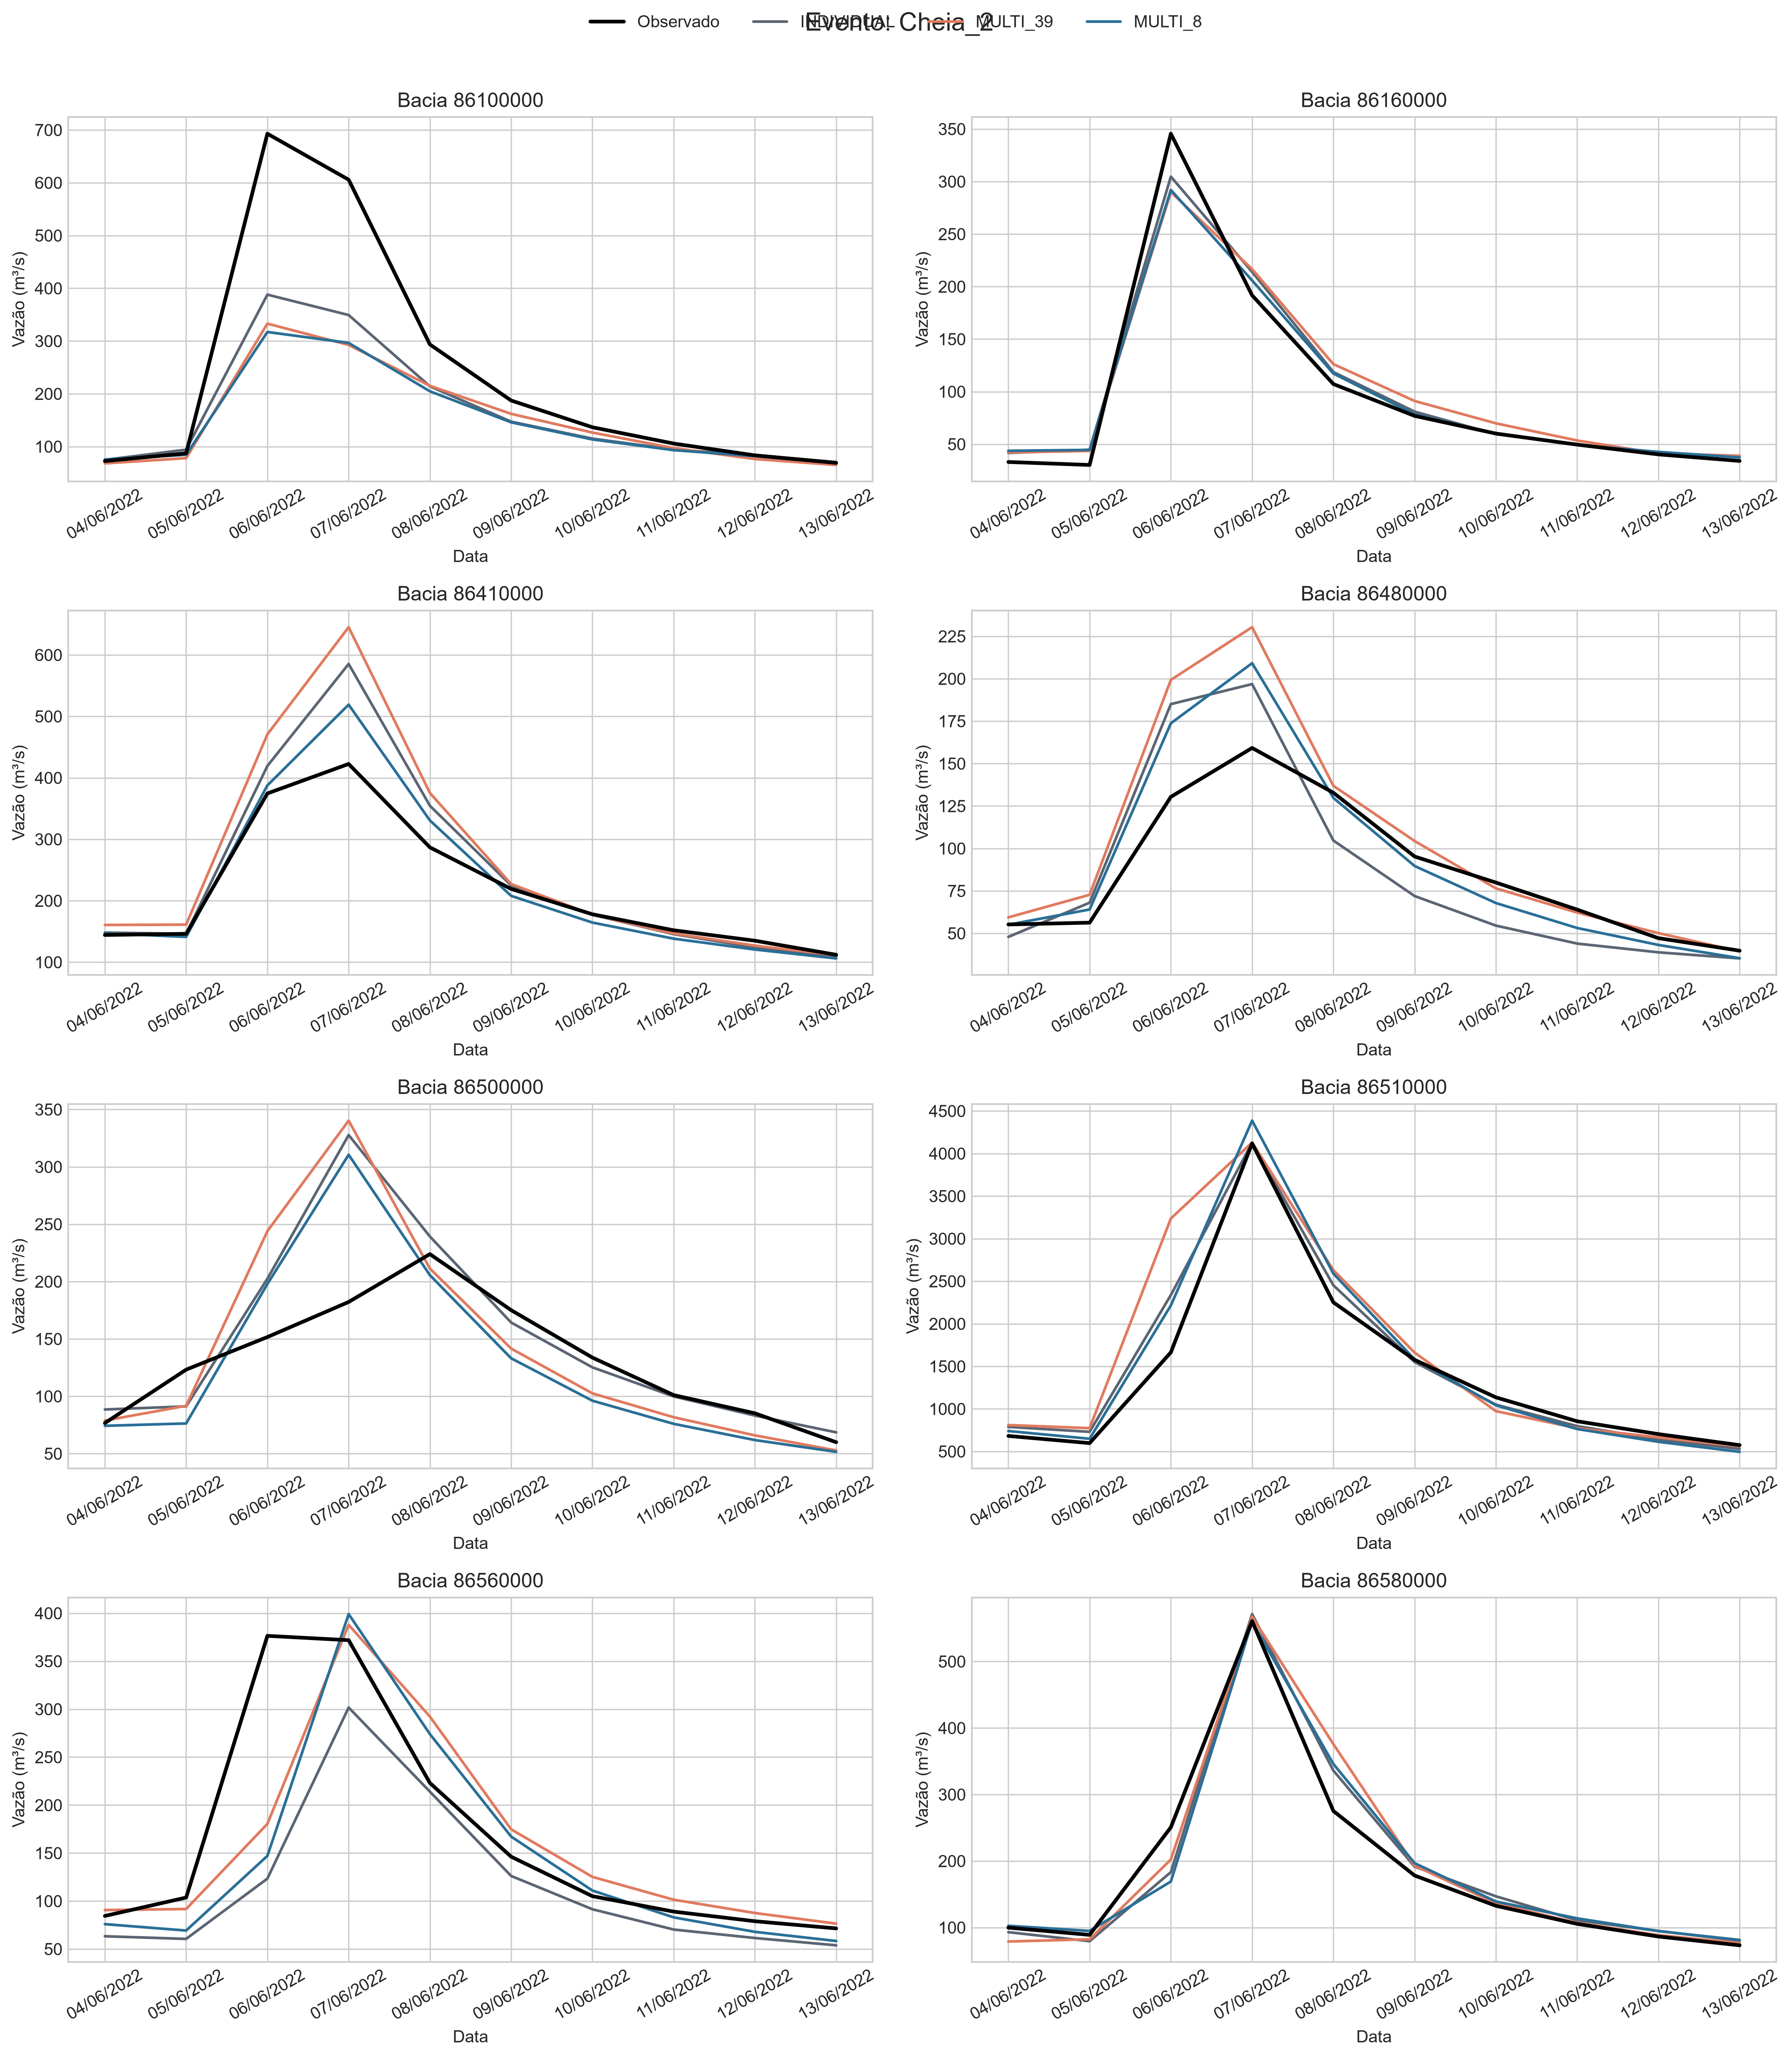 Evento: Cheia_2
Observado INDIVIDUAL MULTI_39 MULTI_8
Bacia 86100000
Vazão (m³/s)
700
600
500
400
300
200
100
04/06/2022 05/06/2022 06/06/2022 07/06/2022 08/06/2022 09/06/2022 10/06/2022 11/06/2022 12/06/2022 13/06/2022
Data
Bacia 86160000
Vazão (m³/s)
350
300
250
200
150
100
50
04/06/2022 05/06/2022 06/06/2022 07/06/2022 08/06/2022 09/06/2022 10/06/2022 11/06/2022 12/06/2022 13/06/2022
Data
Bacia 86410000
Vazão (m³/s)
600
500
400
300
200
100
04/06/2022 05/06/2022 06/06/2022 07/06/2022 08/06/2022 09/06/2022 10/06/2022 11/06/2022 12/06/2022 13/06/2022
Data
Bacia 86480000
Vazão (m³/s)
225
200
175
150
125
100
75
50
04/06/2022 05/06/2022 06/06/2022 07/06/2022 08/06/2022 09/06/2022 10/06/2022 11/06/2022 12/06/2022 13/06/2022
Data
Bacia 86500000
Vazão (m³/s)
350
300
250
200
150
100
50
04/06/2022 05/06/2022 06/06/2022 07/06/2022 08/06/2022 09/06/2022 10/06/2022 11/06/2022 12/06/2022 13/06/2022
Data
Bacia 86510000
Vazão (m³/s)
4500
4000
3500
3000
2500
2000
1500
1000
500
04/06/2022 05/06/2022 06/06/2022 07/06/2022 08/06/2022 09/06/2022 10/06/2022 11/06/2022 12/06/2022 13/06/2022
Data
Bacia 86560000
Vazão (m³/s)
400
350
300
250
200
150
100
50
04/06/2022 05/06/2022 06/06/2022 07/06/2022 08/06/2022 09/06/2022 10/06/2022 11/06/2022 12/06/2022 13/06/2022
Data
Bacia 86580000
Vazão (m³/s)
500
400
300
200
100
04/06/2022 05/06/2022 06/06/2022 07/06/2022 08/06/2022 09/06/2022 10/06/2022 11/06/2022 12/06/2022 13/06/2022
Data